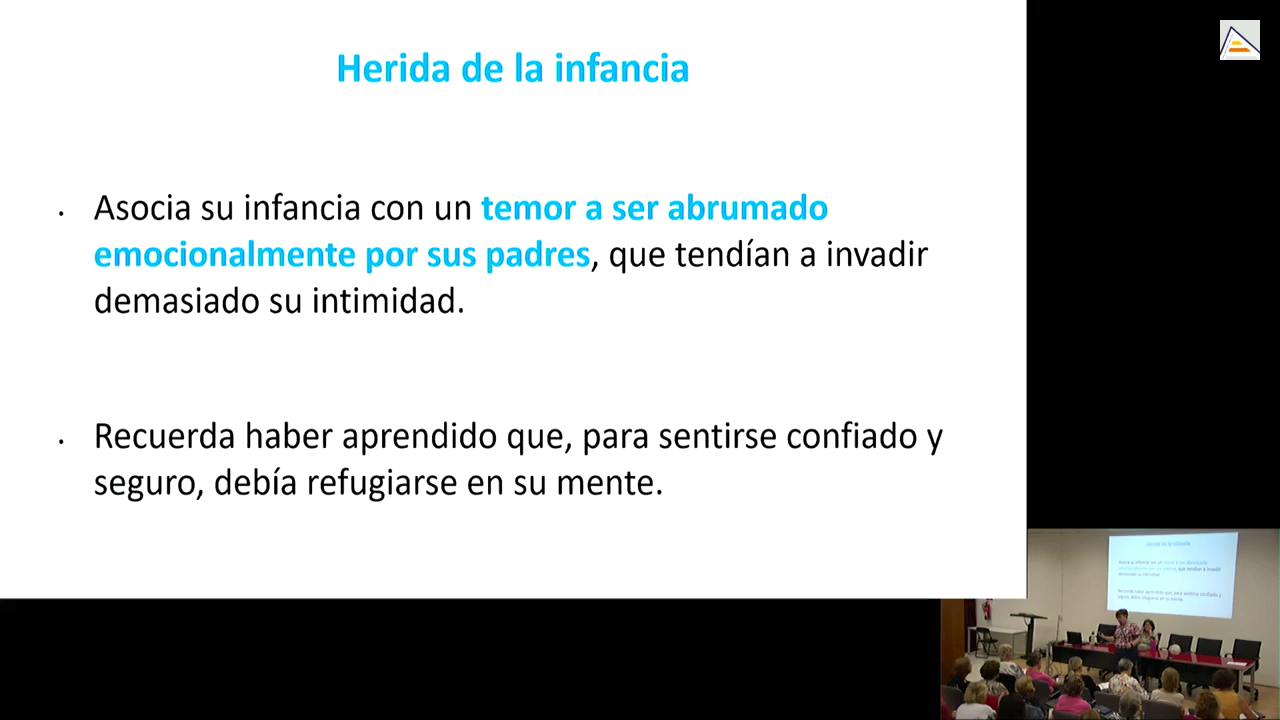 Herida de la infancia
• Asocia su infancia con un temor a ser abrumado
emocionalmente por sus padres, que tendían a invadir
demasiado su intimidad.
• Recuerda haber aprendido que, para sentirse confiado y
seguro, debía refugiarse en su mente.